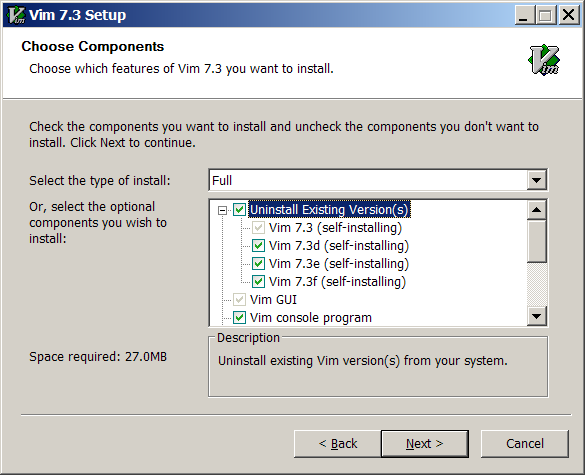 Vim 7.3 Setup
Choose Components
Choose which features of Vim 7.3 you want to install.
Vim
Check the components you want to install and uncheck the components you don't want to
install. Click Next to continue.
Select the type of install:
Full
Or, select the optional
components you wish to
install:
Uninstall Existing Version(s)
Vim 7.3 (self-installing)
Vim 7.3d (self-installing)
Vim 7.3e (self-installing)
Vim 7.3f (self-installing)
Vim GUI
Vim console program
Space required: 27.0MB
Description
Uninstall existing Vim version(s) from your system.
< Back
Next >
Cancel